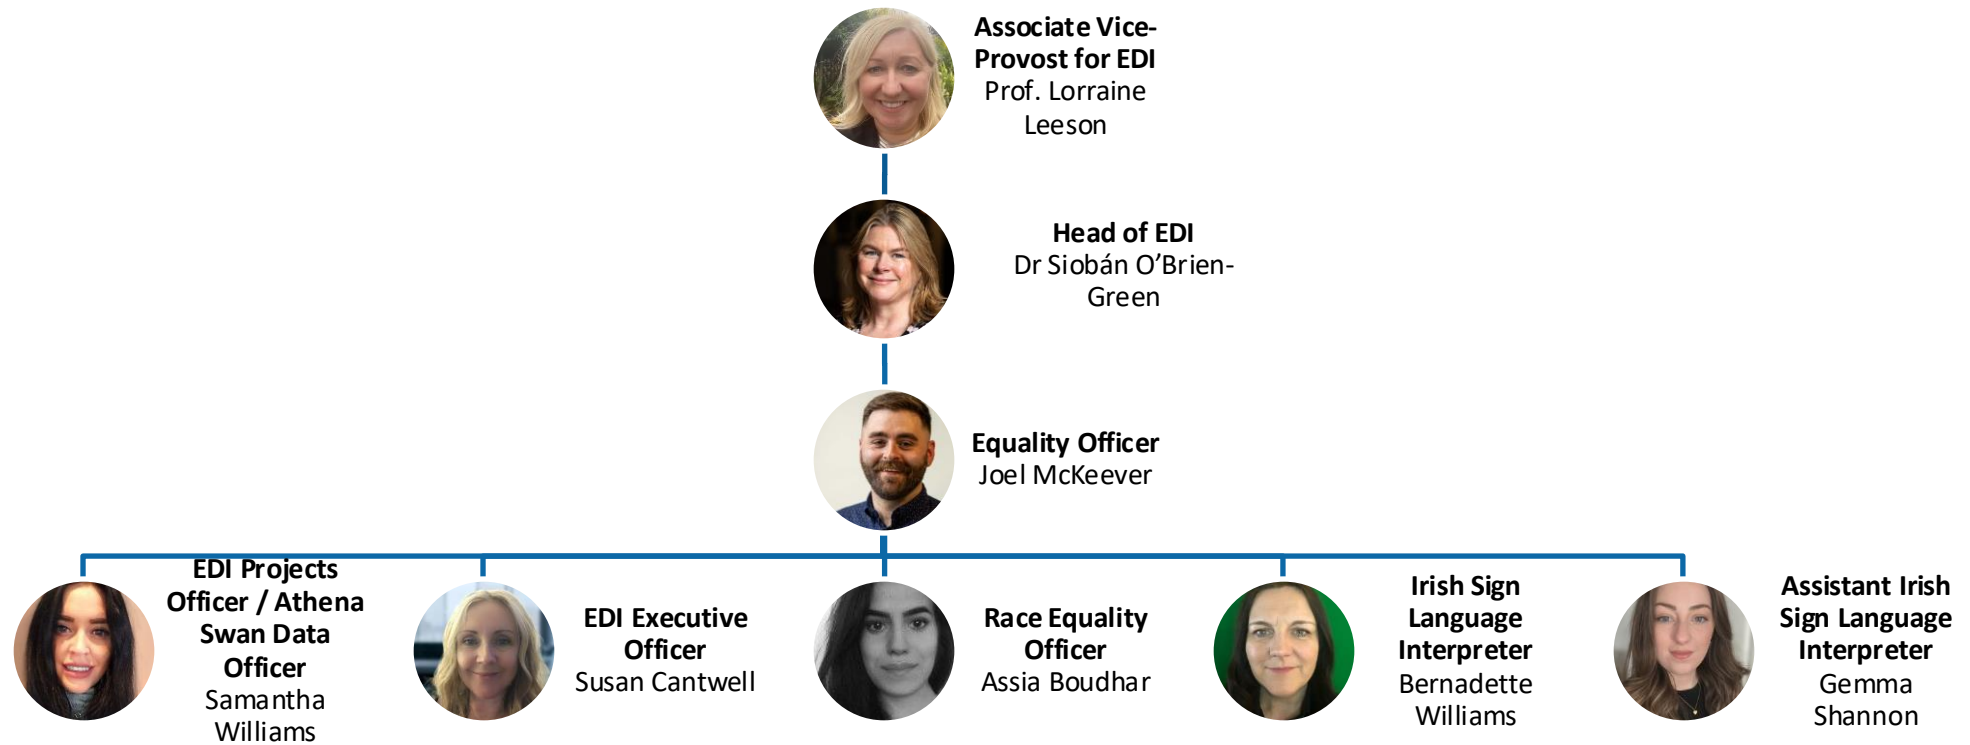 Associate Vice-
Provost for EDI
Prof. Lorraine
Leeson
Head of EDI
Dr Siobán O’Brien-
Green
Equality Officer
Joel McKeever
EDI Projects
Officer / Athena
Swan Data
Officer
Samantha
Williams
EDI Executive
Officer
Susan Cantwell
Race Equality
Officer
Assia Boudhar
Irish Sign
Language
Interpreter
Bernadette
Williams
Assistant Irish
Sign Language
Interpreter
Gemma
Shannon